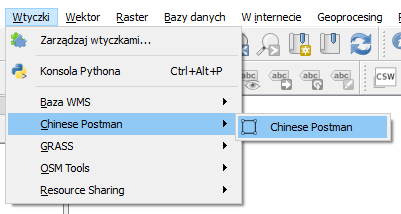 Wtyczki Wektor Raster Bazy danych W internecie Geoprocesing
Zarządzaj wtyczkami...
Konsola Pythona Ctrl+Alt+P
abc abc abc abc CSW
Baza WMS
Chinese Postman
Chinese Postman
GRASS
OSM Tools
Resource Sharing